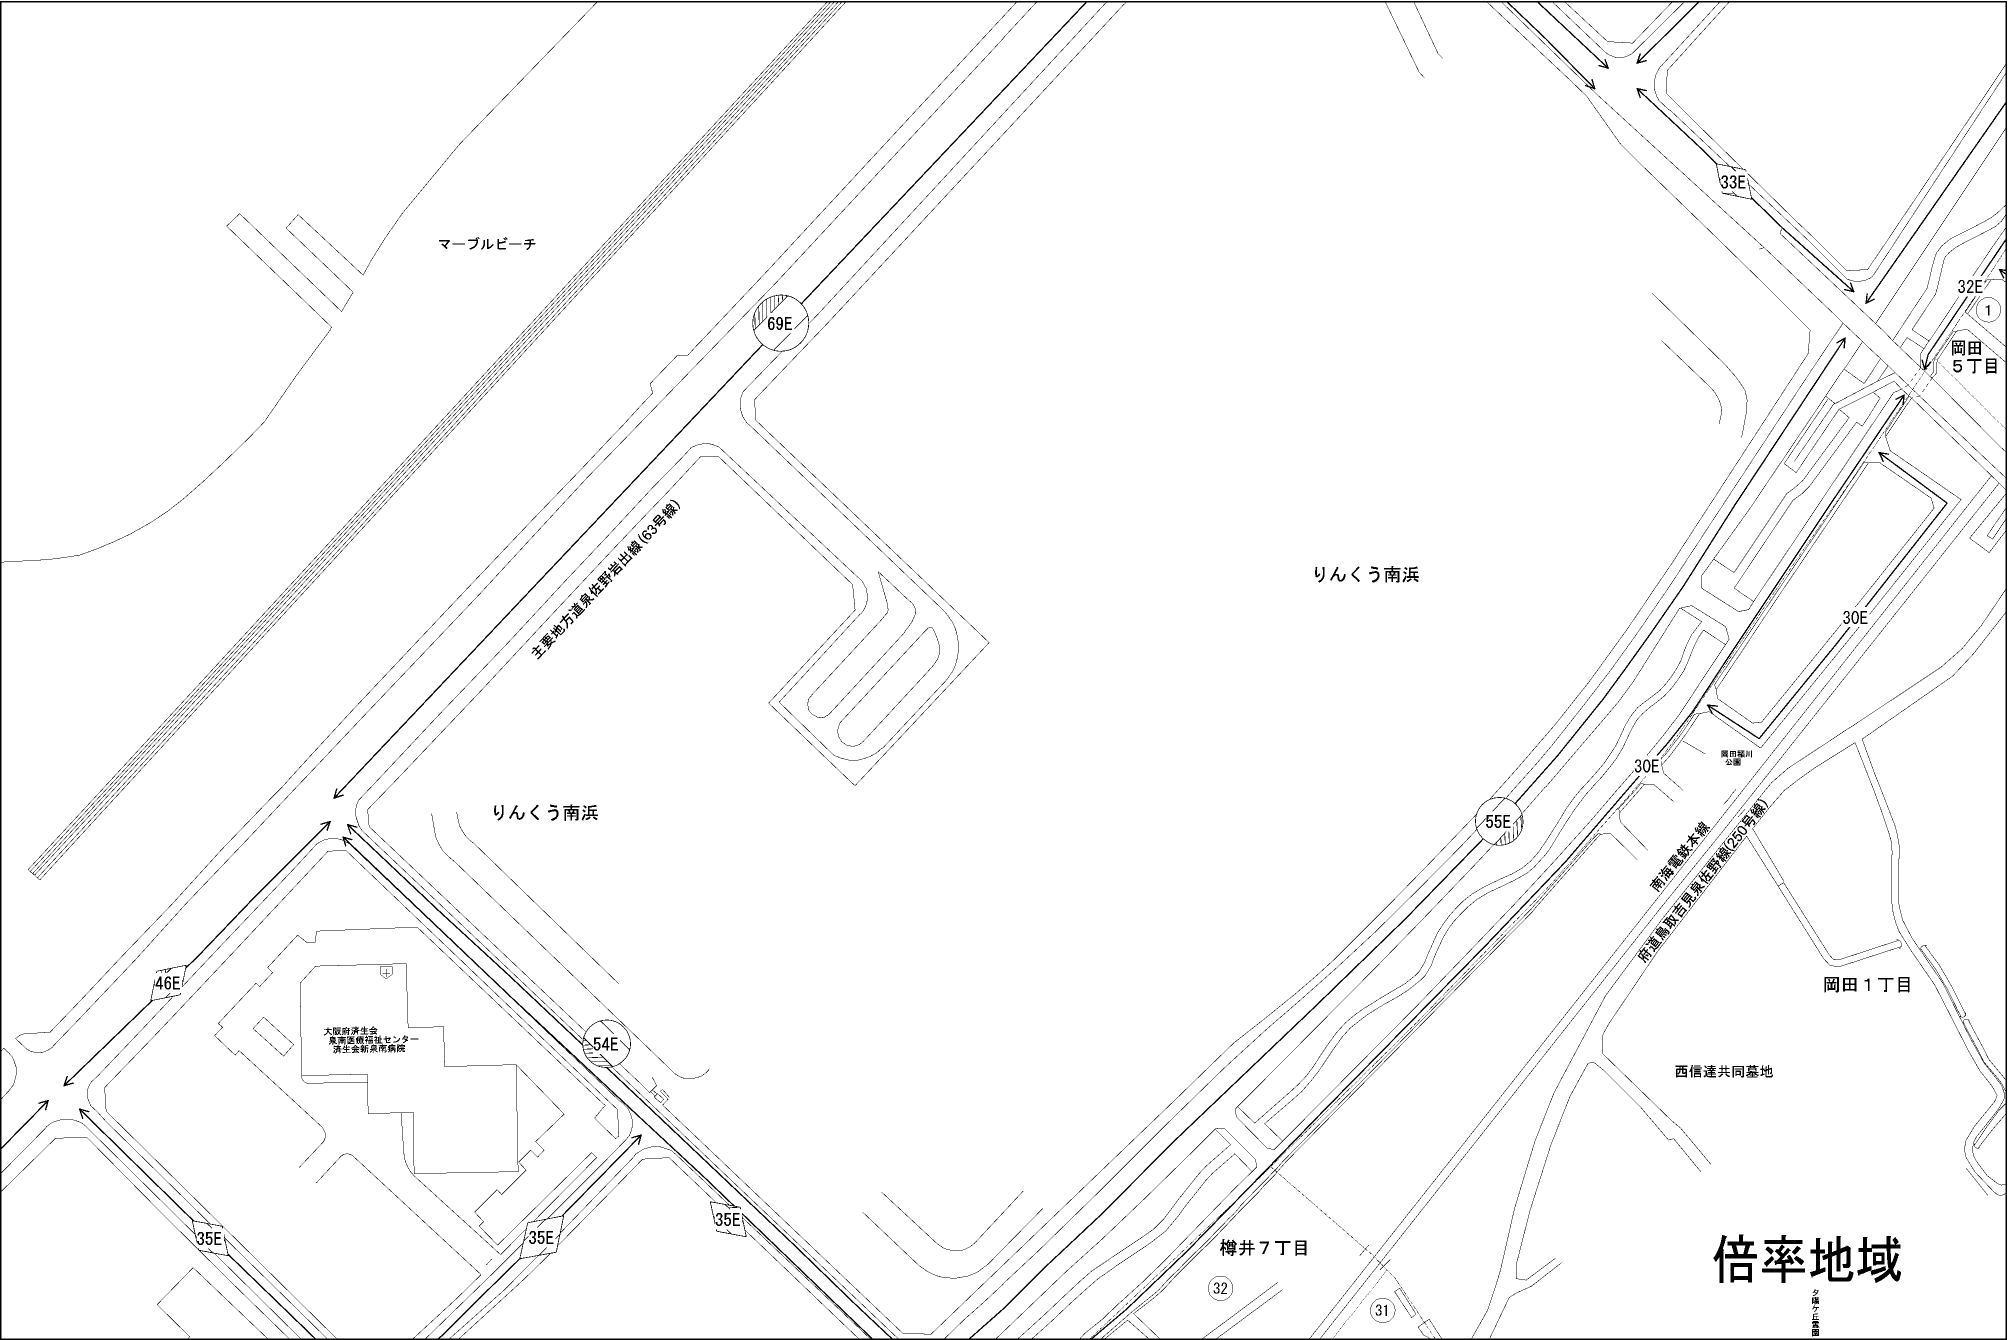 33E
マーブルビーチ
32E
1
69E
岡田
5丁目
主要地方道泉佐野岩出線(63号線)
りんくう南浜
30E
岡田稲川
公園
30E
りんくう南浜
55E
南海電鉄本線
府道鳥取吉見泉佐野線(250号線)
46E
岡田1丁目
大阪府済生会
泉南医療福祉センター
済生会新泉南病院
54E
西信達共同墓地
35E
35E
35E
樽井7丁目
倍率地域
32
31
夕陽ケ丘霊園